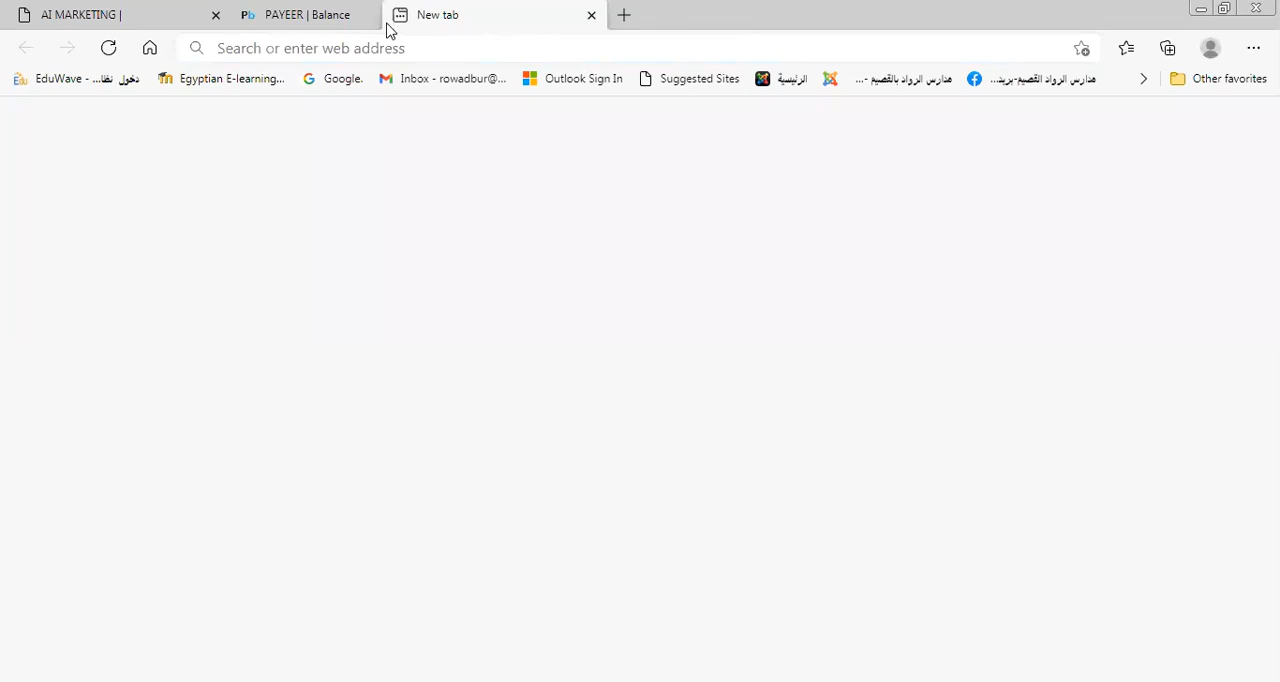 AI MARKETING |
Pb PAYEER | Balance
New tab
Search or enter web address
EduWave - دخول نظا...
Egyptian E-learning...
Google.
Inbox - rowadbur@...
Outlook Sign In
Suggested Sites
الرئيسية
مدارس الرواد بالقصيم -...
مدارس الرواد القصيم-بريد...
Other favorites